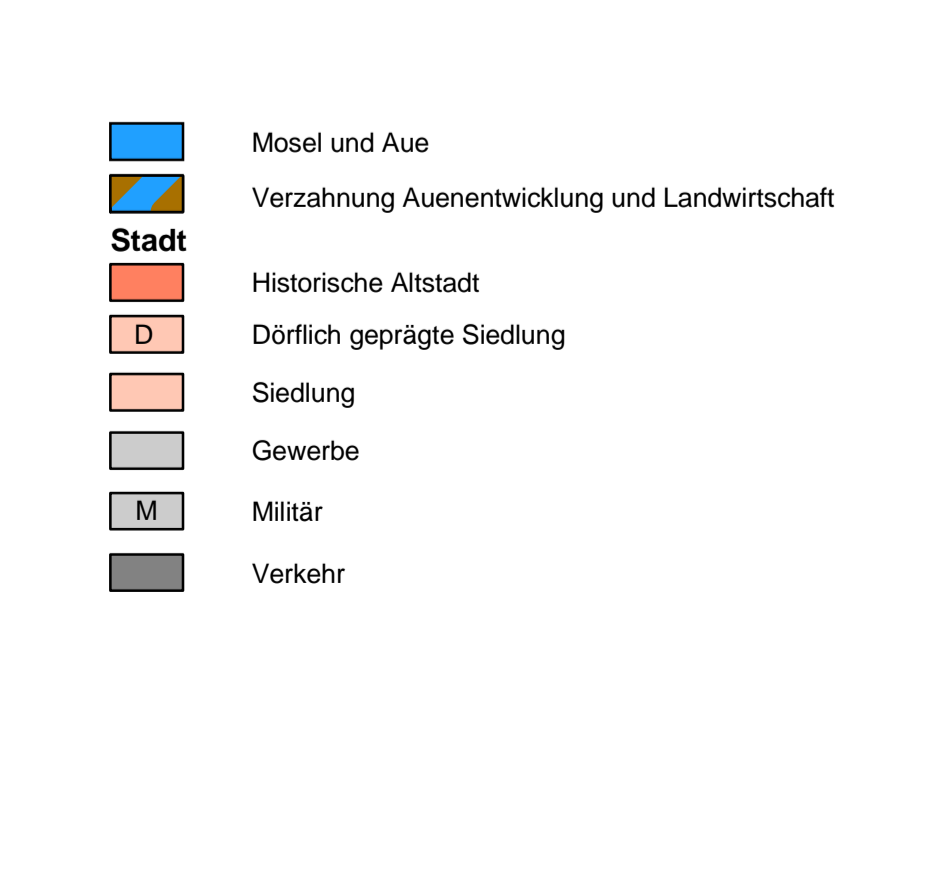 Mosel und Aue
Verzahnung Auenentwicklung und Landwirtschaft
Stadt
Historische Altstadt
D Dörflich geprägte Siedlung
Siedlung
Gewerbe
M Militär
Verkehr